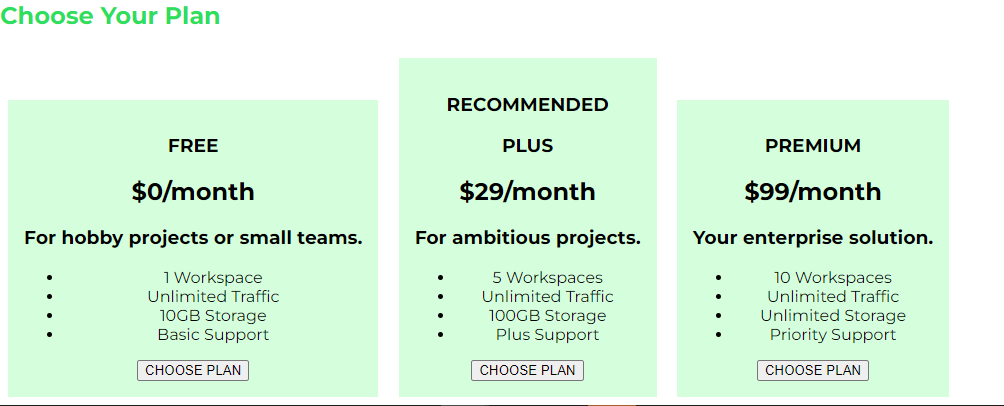 Choose Your Plan
FREE
$0/month
For hobby projects or small teams.
1 Workspace
Unlimited Traffic
10GB Storage
Basic Support
CHOOSE PLAN
RECOMMENDED
PLUS
$29/month
For ambitious projects.
5 Workspaces
Unlimited Traffic
100GB Storage
Plus Support
CHOOSE PLAN
PREMIUM
$99/month
Your enterprise solution.
10 Workspaces
Unlimited Traffic
Unlimited Storage
Priority Support
CHOOSE PLAN